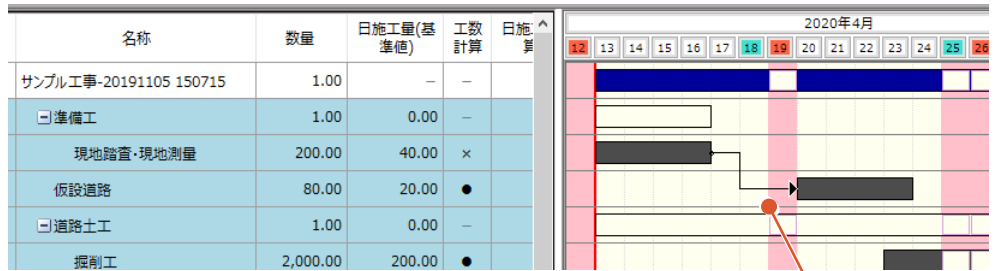 名称 数量 日施工量(基準値) 工数計算 日施
2020年4月
12 13 14 15 16 17 18 19 20 21 22 23 24 25 26
サンプル工事-20191105 150715 1.00 － －
準備工 1.00 0.00 －
現地踏査・現地測量 200.00 40.00 ×
仮設道路 80.00 20.00 ●
道路土工 1.00 0.00 －
掘削工 2,000.00 200.00 ●